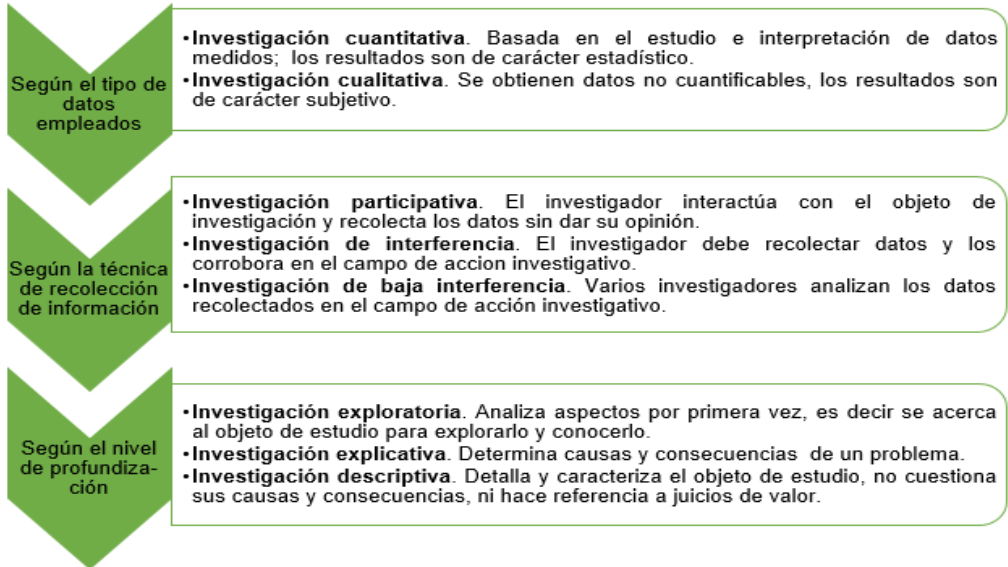 Según el tipo de
datos
empleados
•Investigación cuantitativa. Basada en el estudio e interpretación de datos
medidos; los resultados son de carácter estadístico.
•Investigación cualitativa. Se obtienen datos no cuantificables, los resultados son
de carácter subjetivo.
Según la técnica
de recolección
de información
•Investigación participativa. El investigador interactúa con el objeto de
investigación y recolecta los datos sin dar su opinión.
•Investigación de interferencia. El investigador debe recolectar datos y los
corrobora en el campo de accion investigativo.
•Investigación de baja interferencia. Varios investigadores analizan los datos
recolectados en el campo de acción investigativo.
Según el nivel
de profundiza-
ción
•Investigación exploratoria. Analiza aspectos por primera vez, es decir se acerca
al objeto de estudio para explorarlo y conocerlo.
•Investigación explicativa. Determina causas y consecuencias de un problema.
•Investigación descriptiva. Detalla y caracteriza el objeto de estudio, no cuestiona
sus causas y consecuencias, ni hace referencia a juicios de valor.